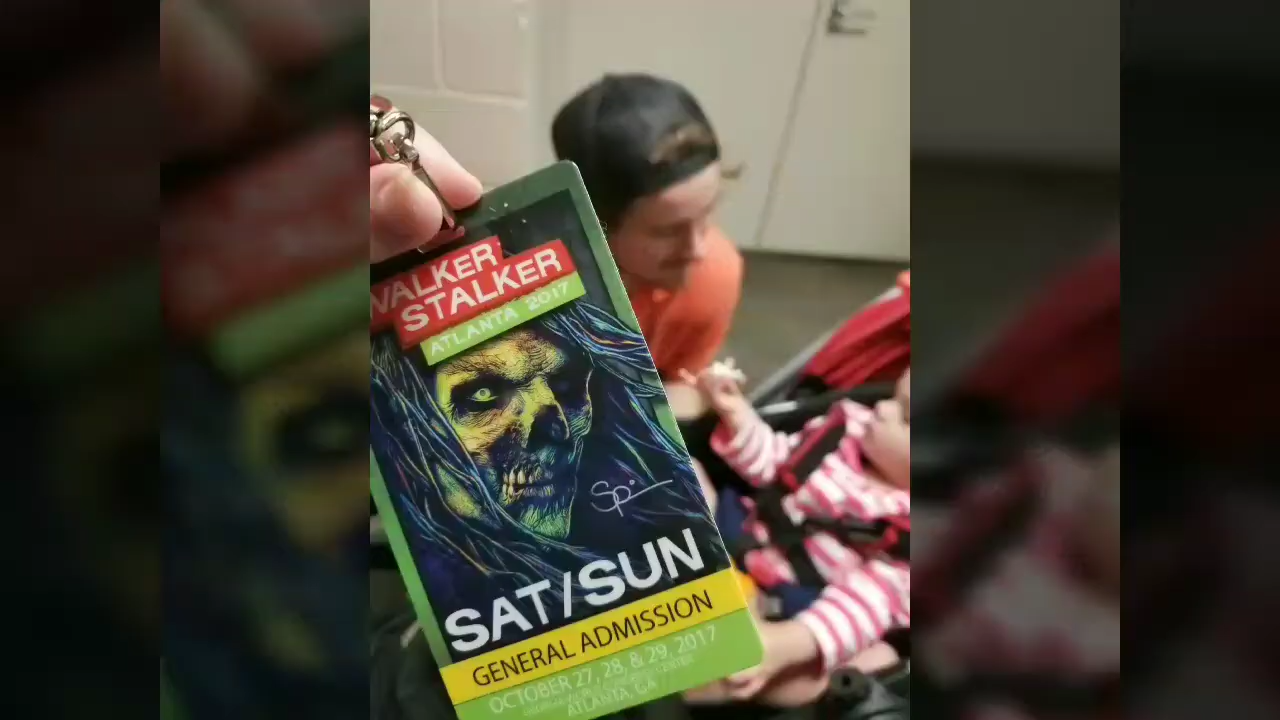 WALKER
STALKER
ATLANTA 2017
SAT/SUN
GENERAL ADMISSION
OCTOBER 27, 28, & 29, 2017
ATLANTA, GA